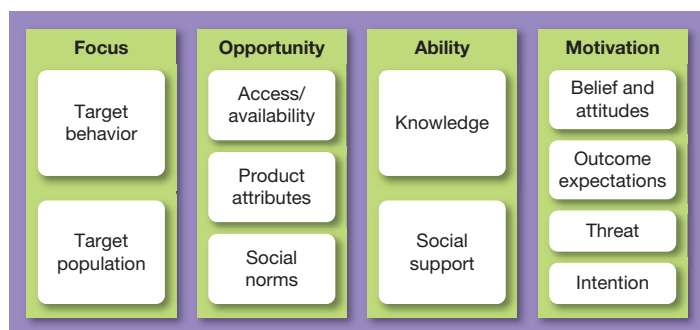 Focus
Target
behavior
Target
population
Opportunity
Access/
availability
Product
attributes
Social
norms
Ability
Knowledge
Social
support
Motivation
Belief and
attitudes
Outcome
expectations
Threat
Intention